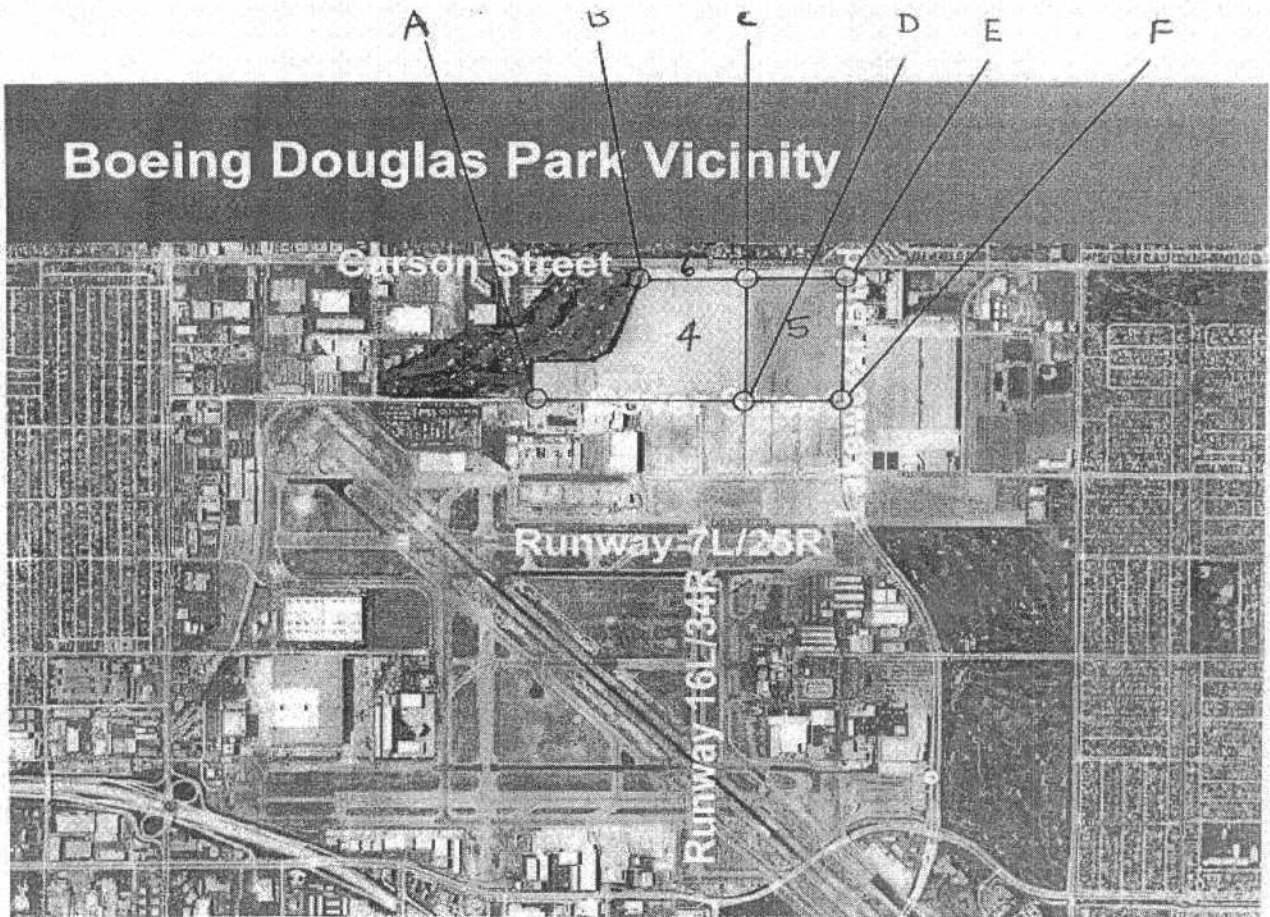 A B C D E F
Boeing Douglas Park Vicinity
Carson Street
6
4 5
Runway 7L/25R
Runway 16L/34R